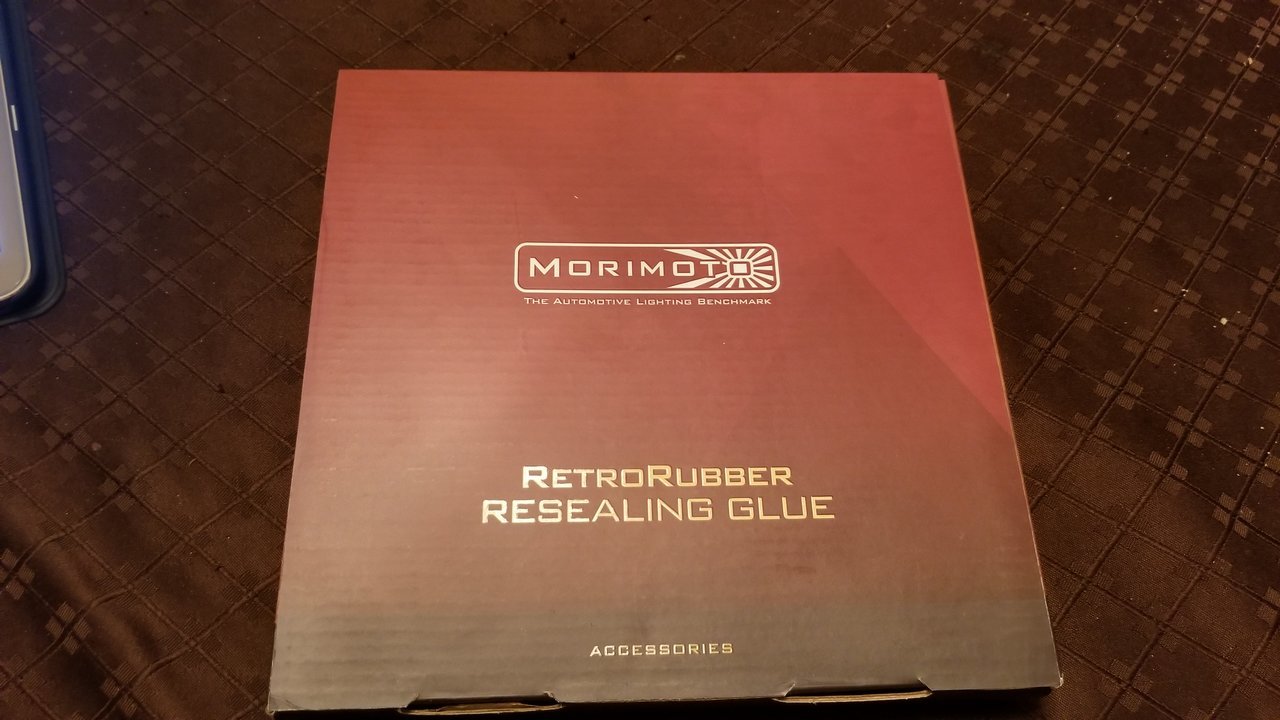 MORIMOTO
THE AUTOMOTIVE LIGHTING BENCHMARK
RETRORUBBER
RESEALING GLUE
ACCESSORIES